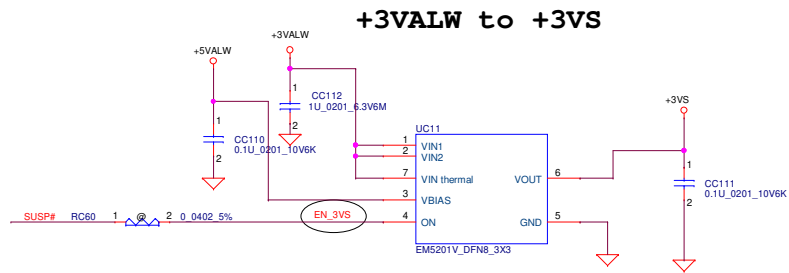 +3VALW to +3VS
+5VALW
+3VALW
+3VS
1
CC112
1U_0201_6.3V6M
2
1
CC110
0.1U_0201_10V6K
2
UC11
1 VIN1
2 VIN2
7 VIN thermal VOUT 6
3 VBIAS
4 ON GND 5
EM5201V_DFN8_3X3
1
CC111
0.1U_0201_10V6K
2
SUSP# RC60 1 @ 2 0_0402_5% EN_3VS